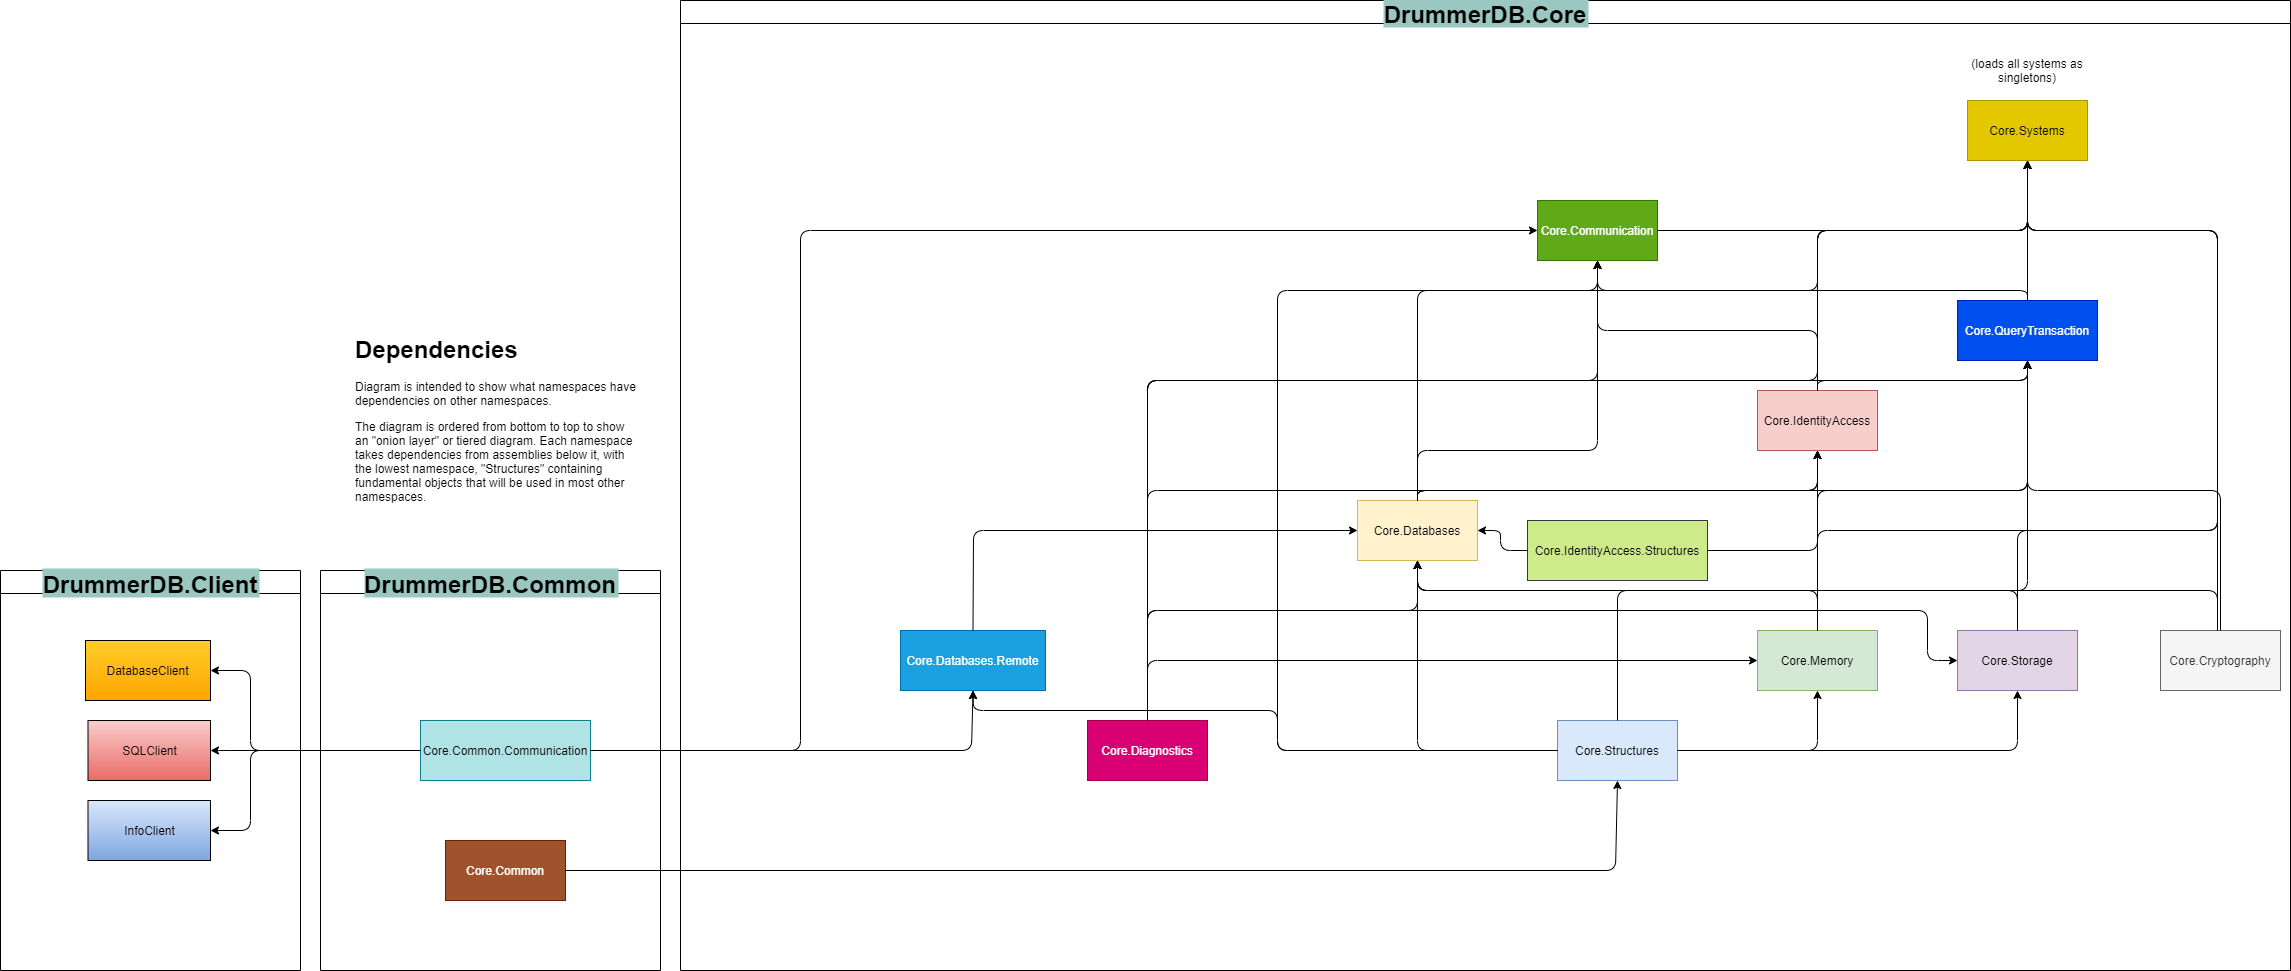 DrummerDB.Core
(loads all systems as
singletons)
Core.Systems
Core.Communication
Core.QueryTransaction
Dependencies
Diagram is intended to show what namespaces have
dependencies on other namespaces.
The diagram is ordered from bottom to top to show
an "onion layer" or tiered diagram. Each namespace
takes dependencies from assemblies below it, with
the lowest namespace, "Structures" containing
fundamental objects that will be used in most other
namespaces.
Core.IdentityAccess
Core.Databases
Core.IdentityAccess.Structures
DrummerDB.Client
DrummerDB.Common
DatabaseClient
Core.Databases.Remote
Core.Memory
Core.Storage
Core.Cryptography
SQLClient
Core.Common.Communication
Core.Diagnostics
Core.Structures
InfoClient
Core.Common